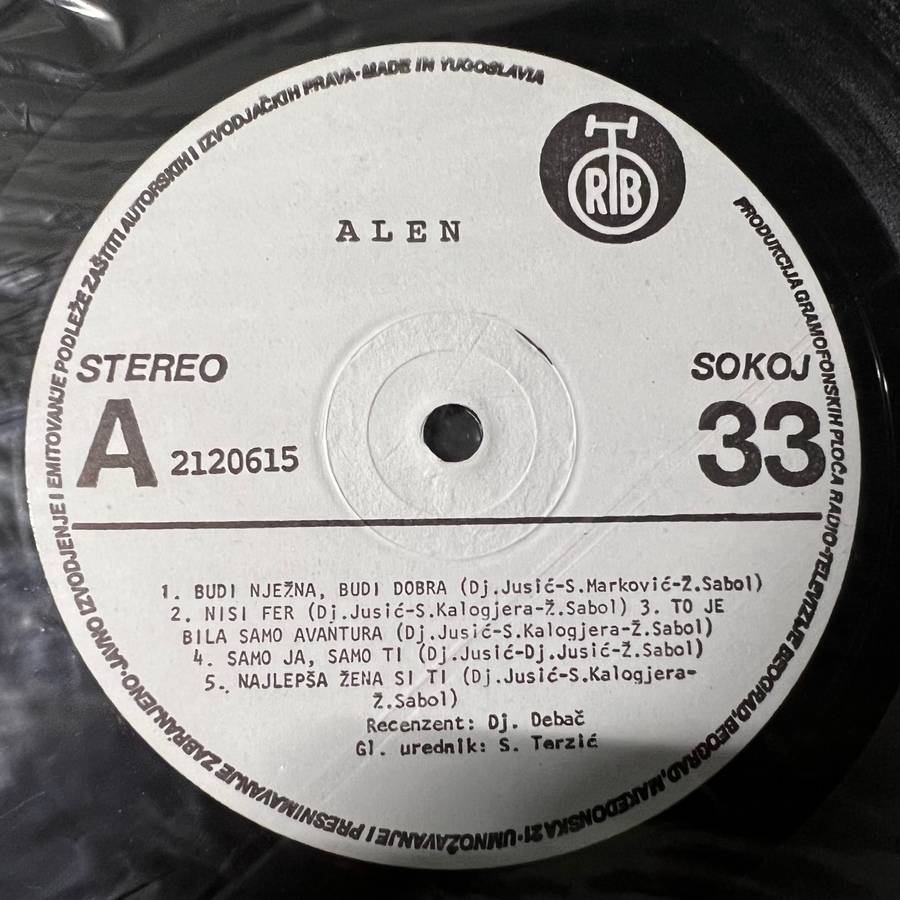 PRODUKCIJA GRAMOFONSKIH PLOČA RADIO-TELEVIZIJE BEOGRAD, BEOGRAD, MAKEDONSKA 21 · UMNOŽAVANJE I PRESNIMAVANJE ZABRANJENO · JAVNO IZVODJENJE I EMITOVANJE PODLEŽE ZAŠTITI AUTORSKIH I IZVODJAČKIH PRAVA · MADE IN YUGOSLAVIA
RTB
ALEN
STEREO
SOKOJ
A 2120615
33
1. BUDI NJEŽNA, BUDI DOBRA (Dj.Jusić-S.Marković-Ž.Sabol)
2. NISI FER (Dj.Jusić-S.Kalogjera-Ž.Sabol) 3. TO JE
BILA SAMO AVANTURA (Dj.Jusić-S.Kalogjera-Ž.Sabol)
4. SAMO JA, SAMO TI (Dj.Jusić-Dj.Jusić-Ž.Sabol)
5. NAJLEPŠA ŽENA SI TI (Dj.Jusić-S.Kalogjera-
Ž.Sabol)
Recenzent: Dj. Debač
Gl. urednik: S. Terzić